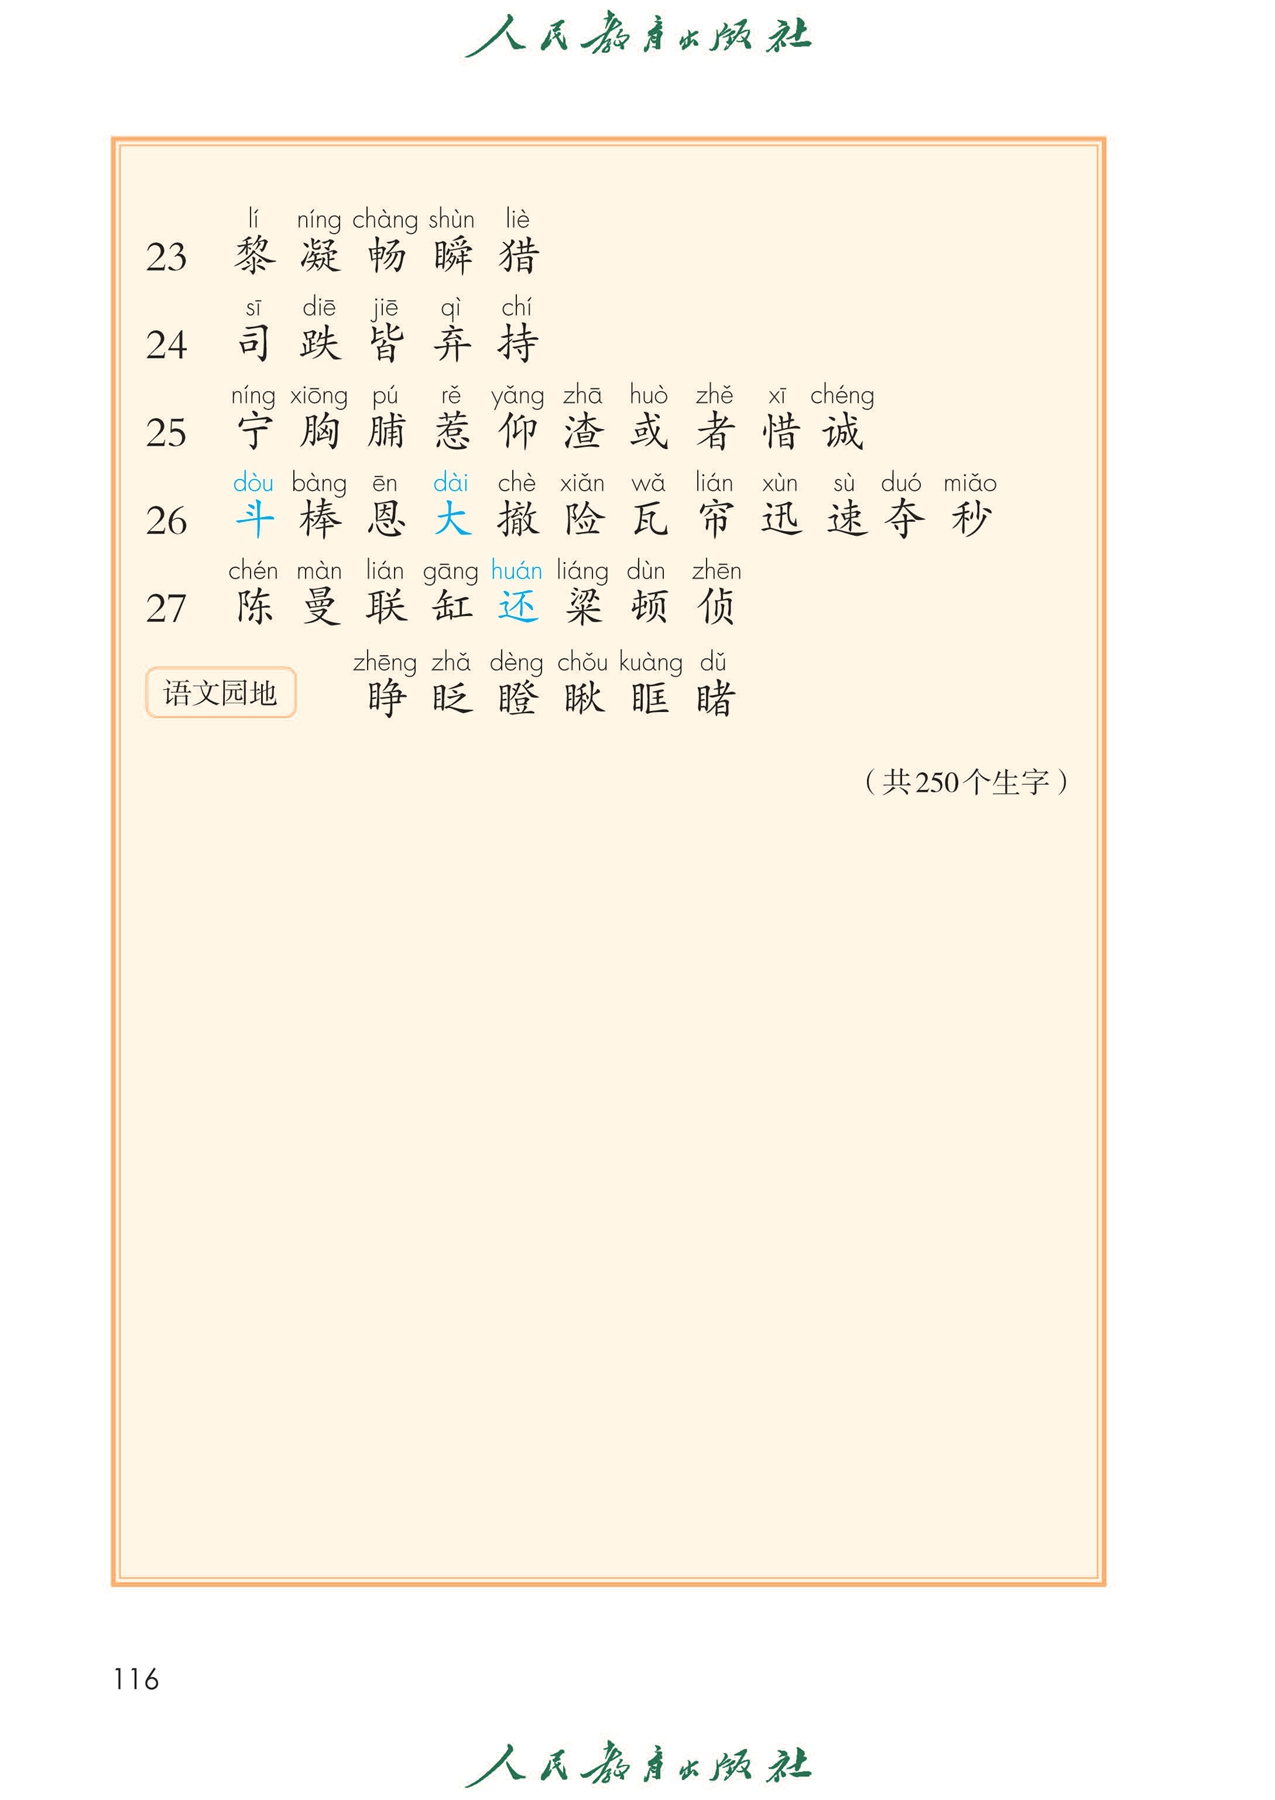 人民教育出版社
lí níng chàng shùn liè
23 黎 凝 畅 瞬 猎
sī diē jiē qì chí
24 司 跌 皆 弃 持
níng xiōng pú rě yǎng zhā huò zhě xī chéng
25 宁 胸 脯 惹 仰 渣 或 者 惜 诚
dòu bàng ēn dài chè xiǎn wǎ lián xùn sù duó miǎo
26 斗 棒 恩 大 撤 险 瓦 帘 迅 速 夺 秒
chén màn lián gāng huán liáng dùn zhēn
27 陈 曼 联 缸 还 梁 顿 侦
zhēng zhǎ dèng chǒu kuàng dǔ
语文园地 睁 眨 瞪 瞅 眶 睹
（共250个生字）
116
人民教育出版社